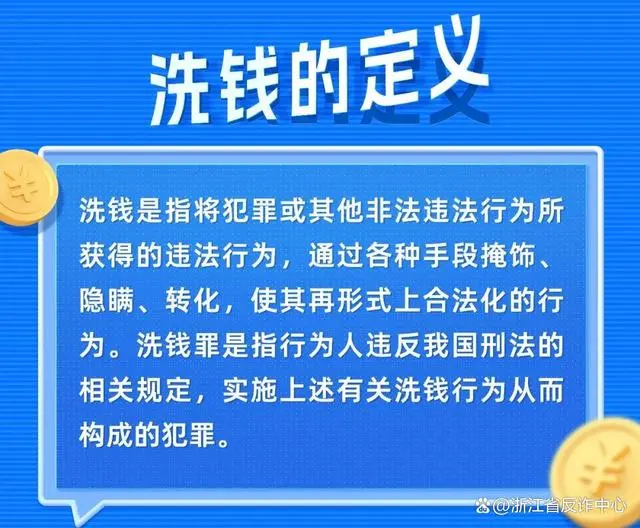 洗钱的定义
洗钱是指将犯罪或其他非法违法行为所
获得的违法行为，通过各种手段掩饰、
隐瞒、转化，使其再形式上合法化的行
为。洗钱罪是指行为人违反我国刑法的
相关规定，实施上述有关洗钱行为从而
构成的犯罪。
@浙江省反诈中心